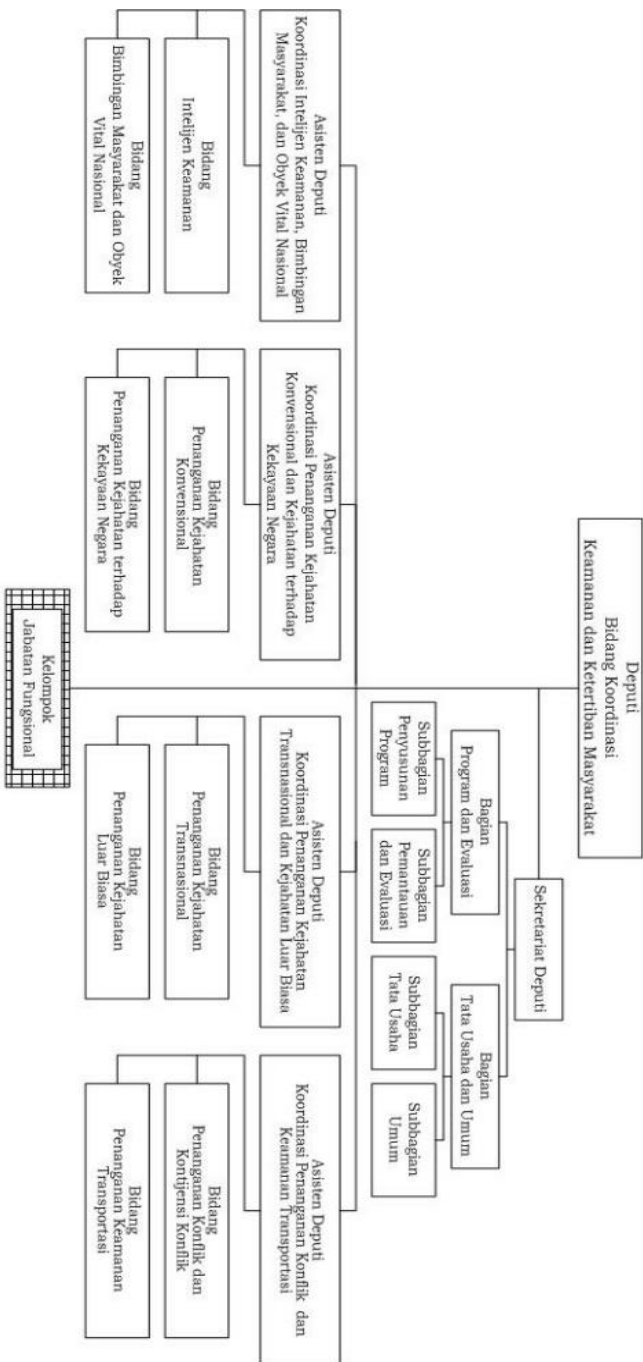 Deputi
Bidang Koordinasi
Keamanan dan Ketertiban Masyarakat
Sekretariat Deputi
Bagian
Program dan Evaluasi
Bagian
Tata Usaha dan Umum
Subbagian
Penyusunan
Program
Subbagian
Pemantauan
dan Evaluasi
Subbagian
Tata Usaha
Subbagian
Umum
Asisten Deputi
Koordinasi Intelijen Keamanan, Bimbingan
Masyarakat, dan Obyek Vital Nasional
Asisten Deputi
Koordinasi Penanganan Kejahatan
Konvensional dan Kejahatan terhadap
Kekayaan Negara
Asisten Deputi
Koordinasi Penanganan Kejahatan
Transnasional dan Kejahatan Luar Biasa
Asisten Deputi
Koordinasi Penanganan Konflik dan
Keamanan Transportasi
Bidang
Intelijen Keamanan
Bidang
Penanganan Kejahatan
Konvensional
Bidang
Penanganan Kejahatan
Transnasional
Bidang
Penanganan Konflik dan
Kontijensi Konflik
Bidang
Bimbingan Masyarakat dan Obyek
Vital Nasional
Bidang
Penanganan Kejahatan terhadap
Kekayaan Negara
Bidang
Penanganan Kejahatan
Luar Biasa
Bidang
Penanganan Keamanan
Transportasi
Kelompok
Jabatan Fungsional